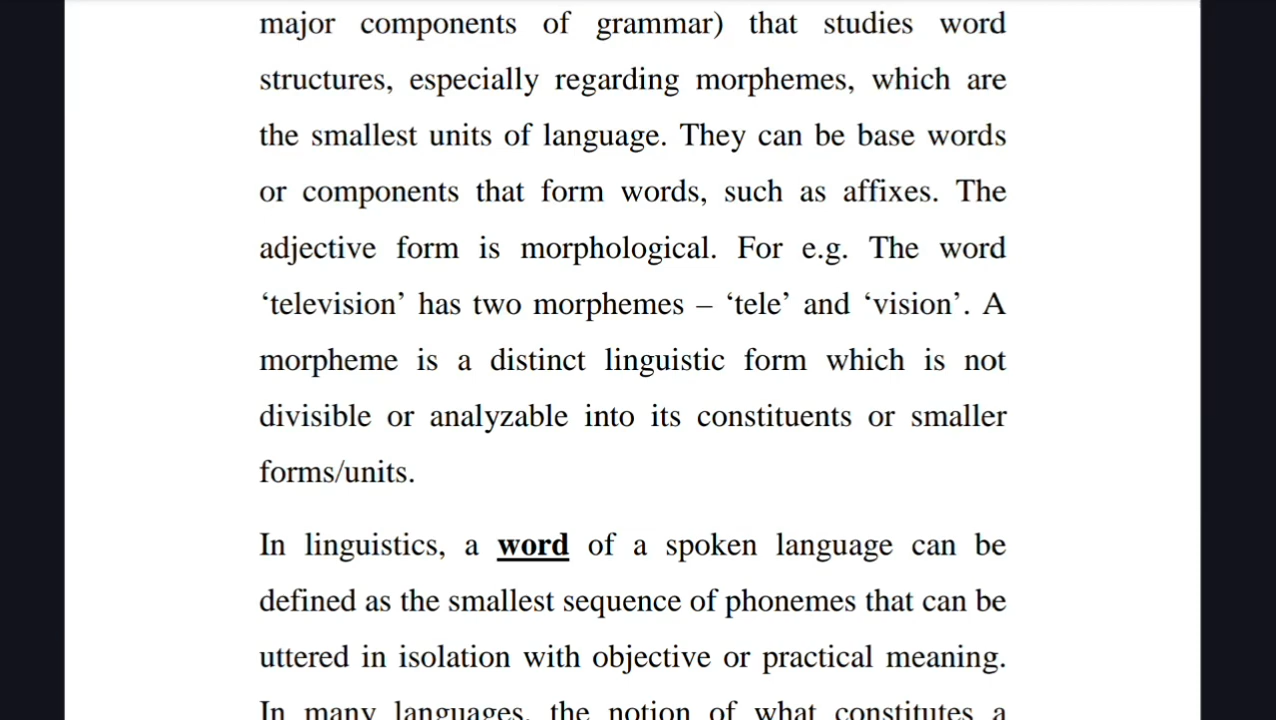 major components of grammar) that studies word
structures, especially regarding morphemes, which are
the smallest units of language. They can be base words
or components that form words, such as affixes. The
adjective form is morphological. For e.g. The word
‘television’ has two morphemes – ‘tele’ and ‘vision’. A
morpheme is a distinct linguistic form which is not
divisible or analyzable into its constituents or smaller
forms/units.
In linguistics, a word of a spoken language can be
defined as the smallest sequence of phonemes that can be
uttered in isolation with objective or practical meaning.
In many languages, the notion of what constitutes a